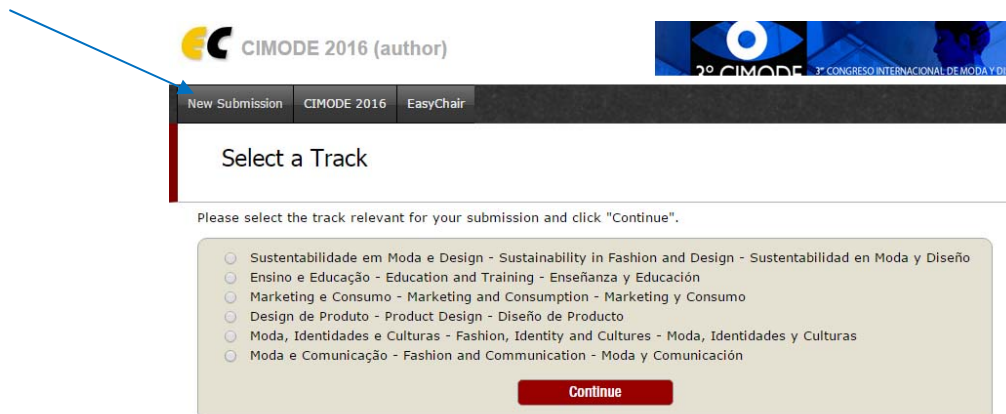 EC CIMODE 2016 (author)
3º CIMODE 3º CONGRESO INTERNACIONAL DE MODA Y
New Submission CIMODE 2016 EasyChair
Select a Track
Please select the track relevant for your submission and click "Continue".
Sustentabilidade em Moda e Design - Sustainability in Fashion and Design - Sustentabilidad en Moda y Diseño
Ensino e Educação - Education and Training - Enseñanza y Educación
Marketing e Consumo - Marketing and Consumption - Marketing y Consumo
Design de Produto - Product Design - Diseño de Producto
Moda, Identidades e Culturas - Fashion, Identity and Cultures - Moda, Identidades y Culturas
Moda e Comunicação - Fashion and Communication - Moda y Comunicación
Continue